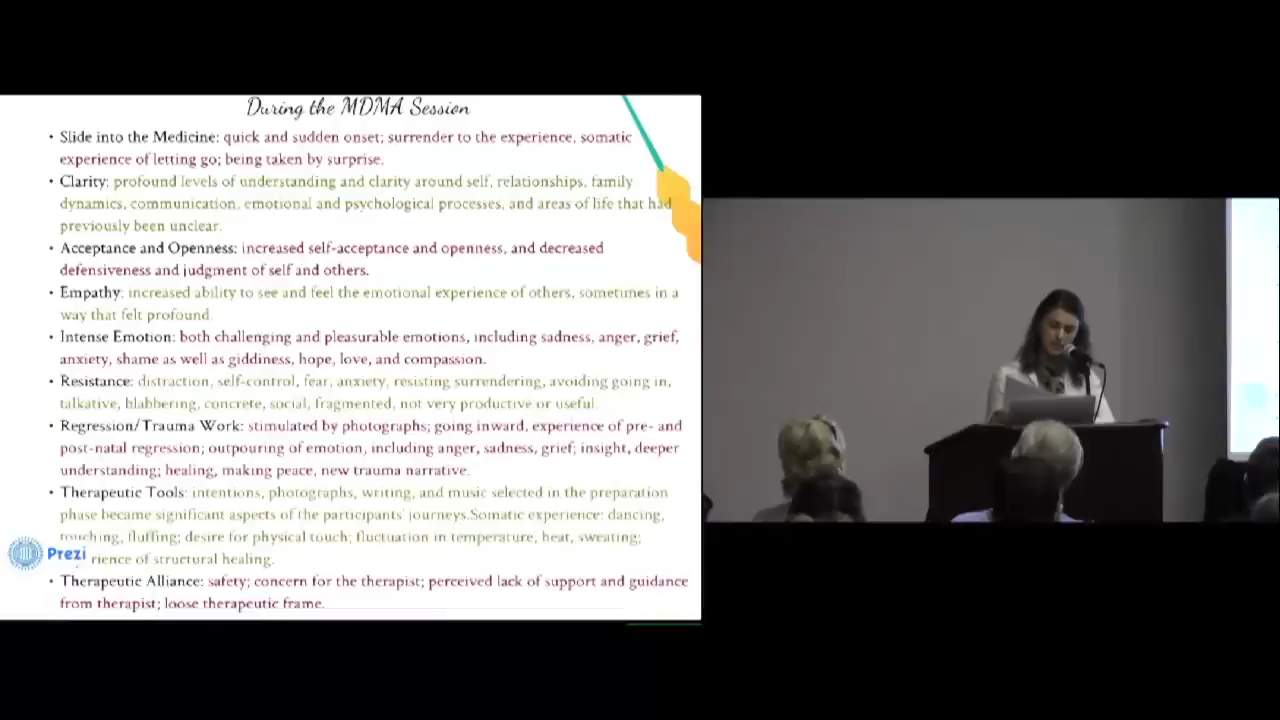 During the MDMA Session
• Slide into the Medicine: quick and sudden onset; surrender to the experience, somatic
experience of letting go; being taken by surprise.
• Clarity: profound levels of understanding and clarity around self, relationships, family
dynamics, communication, emotional and psychological processes, and areas of life that had
previously been unclear.
• Acceptance and Openness: increased self-acceptance and openness, and decreased
defensiveness and judgment of self and others.
• Empathy: increased ability to see and feel the emotional experience of others, sometimes in a
way that felt profound.
• Intense Emotion: both challenging and pleasurable emotions, including sadness, anger, grief,
anxiety, shame as well as giddiness, hope, love, and compassion.
• Resistance: distraction, self-control, fear, anxiety, resisting surrendering, avoiding going in,
talkative, blabbering, concrete, social, fragmented, not very productive or useful.
• Regression/Trauma Work: stimulated by photographs; going inward, experience of pre- and
post-natal regression; outpouring of emotion, including anger, sadness, grief; insight, deeper
understanding; healing, making peace, new trauma narrative.
• Therapeutic Tools: intentions, photographs, writing, and music selected in the preparation
phase became significant aspects of the participants' journeys.Somatic experience: dancing,
touching, fluffing; desire for physical touch; fluctuation in temperature, heat, sweating;
rience of structural healing.
Prezi
• Therapeutic Alliance: safety; concern for the therapist; perceived lack of support and guidance
from therapist; loose therapeutic frame.